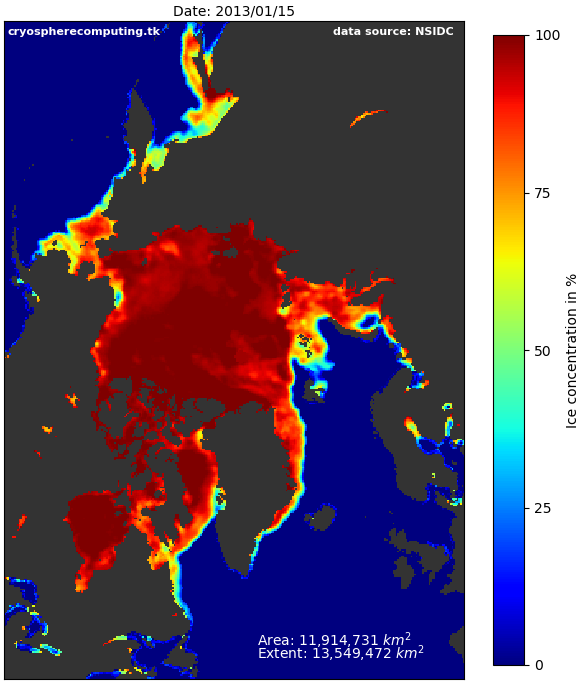 Date: 2013/01/15
cryospherecomputing.tk
data source: NSIDC
Area: 11,914,731 km²
Extent: 13,549,472 km²
100
75
50
25
0
Ice concentration in %